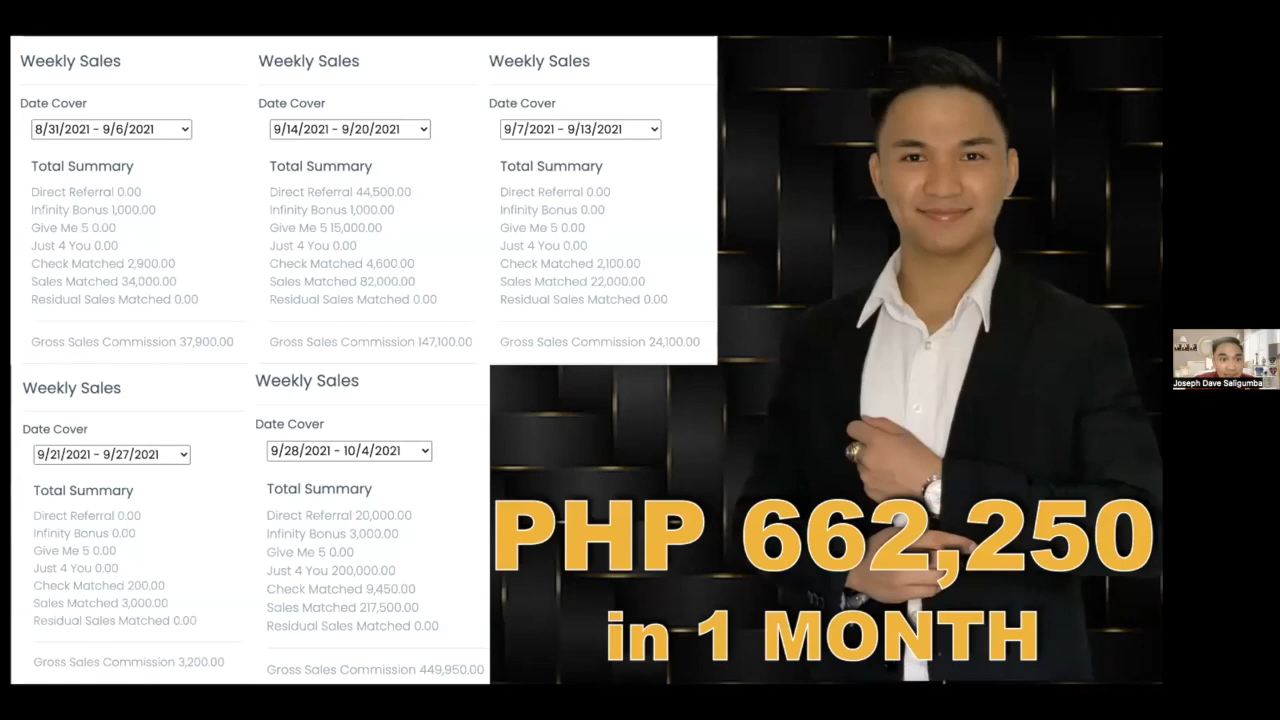 Weekly Sales
Date Cover
8/31/2021 - 9/6/2021
Total Summary
Direct Referral 0.00
Infinity Bonus 1,000.00
Give Me 5 0.00
Just 4 You 0.00
Check Matched 2,900.00
Sales Matched 34,000.00
Residual Sales Matched 0.00
Gross Sales Commission 37,900.00
Weekly Sales
Date Cover
9/14/2021 - 9/20/2021
Total Summary
Direct Referral 44,500.00
Infinity Bonus 1,000.00
Give Me 5 15,000.00
Just 4 You 0.00
Check Matched 4,600.00
Sales Matched 82,000.00
Residual Sales Matched 0.00
Gross Sales Commission 147,100.00
Weekly Sales
Date Cover
9/7/2021 - 9/13/2021
Total Summary
Direct Referral 0.00
Infinity Bonus 0.00
Give Me 5 0.00
Just 4 You 0.00
Check Matched 2,100.00
Sales Matched 22,000.00
Residual Sales Matched 0.00
Gross Sales Commission 24,100.00
Weekly Sales
Date Cover
9/21/2021 - 9/27/2021
Total Summary
Direct Referral 0.00
Infinity Bonus 0.00
Give Me 5 0.00
Just 4 You 0.00
Check Matched 200.00
Sales Matched 3,000.00
Residual Sales Matched 0.00
Gross Sales Commission 3,200.00
Weekly Sales
Date Cover
9/28/2021 - 10/4/2021
Total Summary
Direct Referral 20,000.00
Infinity Bonus 3,000.00
Give Me 5 0.00
Just 4 You 200,000.00
Check Matched 9,450.00
Sales Matched 217,500.00
Residual Sales Matched 0.00
Gross Sales Commission 449,950.00
PHP 662,250
in 1 MONTH
Joseph Dave Saligumba